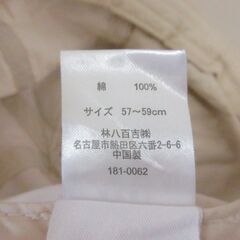 綿 100%
サイズ 57～59cm
林八百吉㈱
名古屋市熱田区六番2-6-6
中国製
181-0062